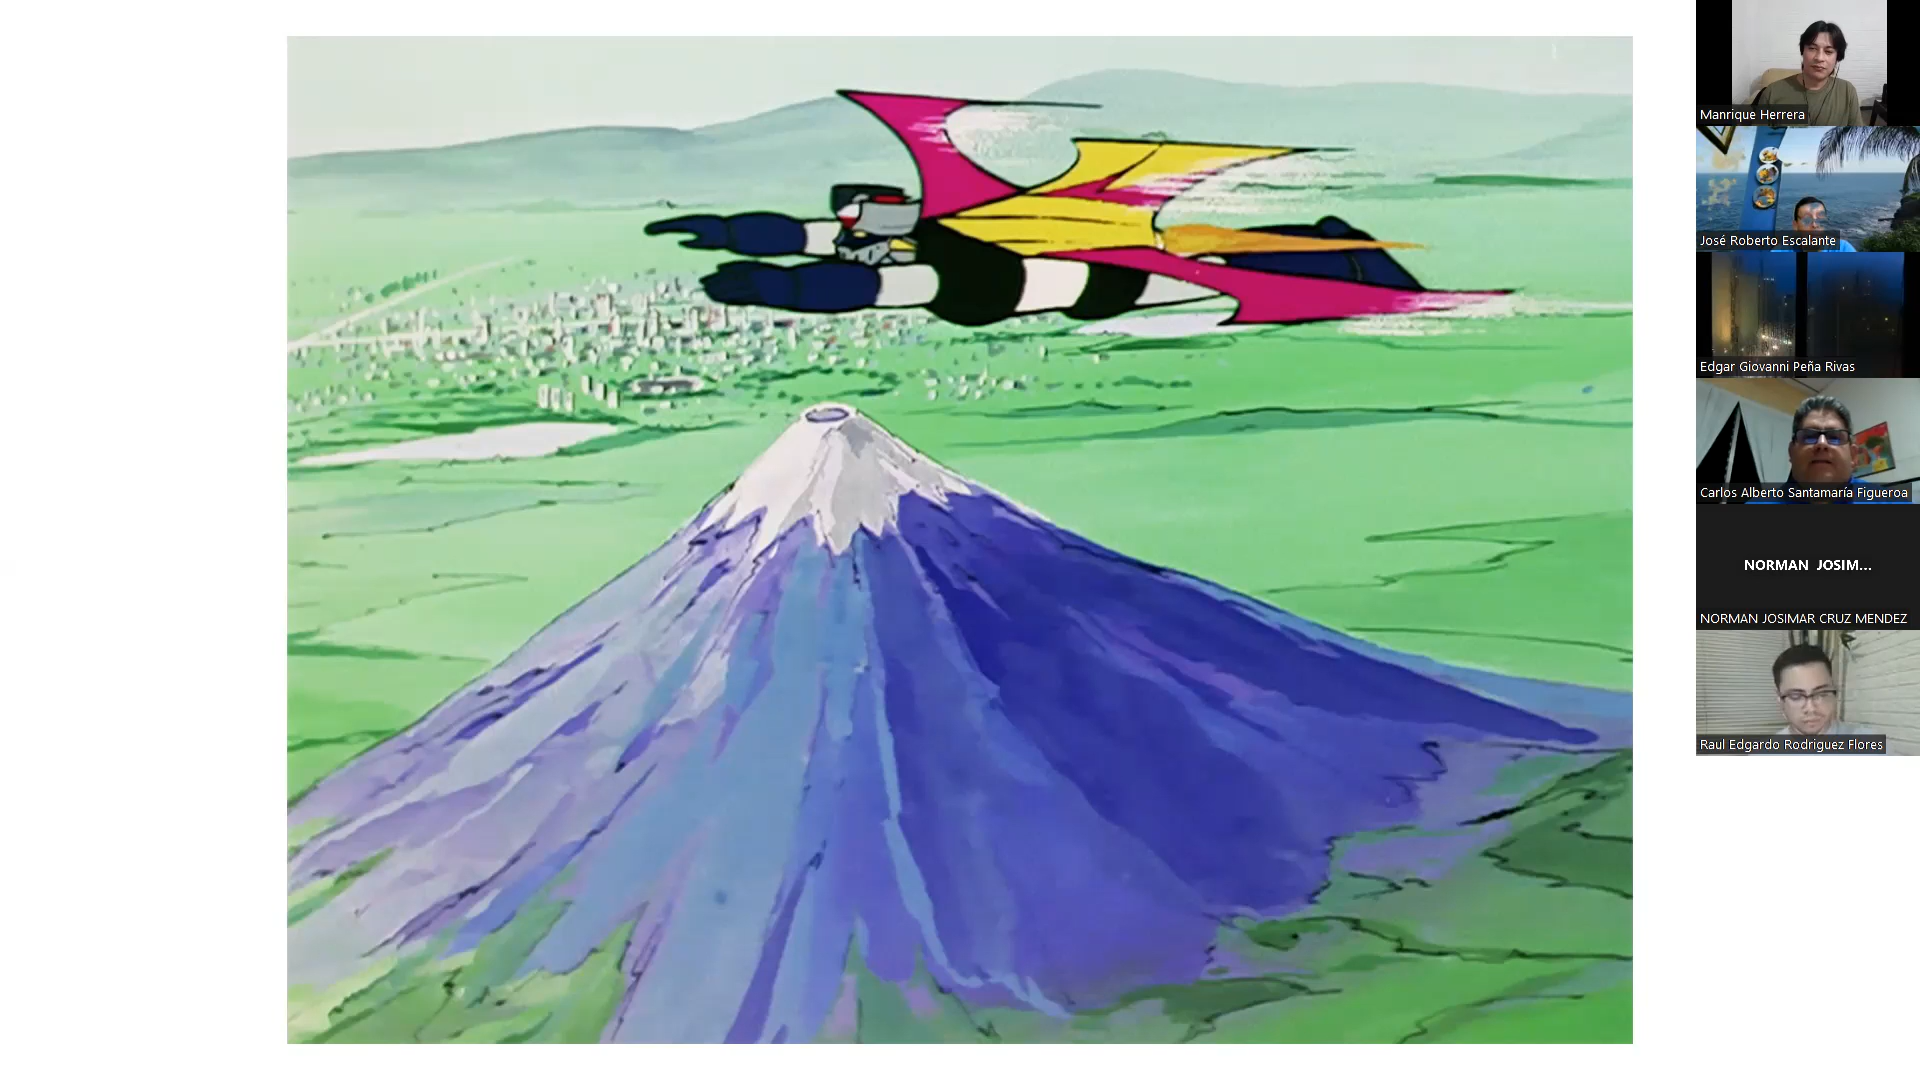 Manrique Herrera
José Roberto Escalante
Edgar Giovanni Peña Rivas
Carlos Alberto Santamaría Figueroa
NORMAN JOSIM...
NORMAN JOSIMAR CRUZ MENDEZ
Raul Edgardo Rodriguez Flores